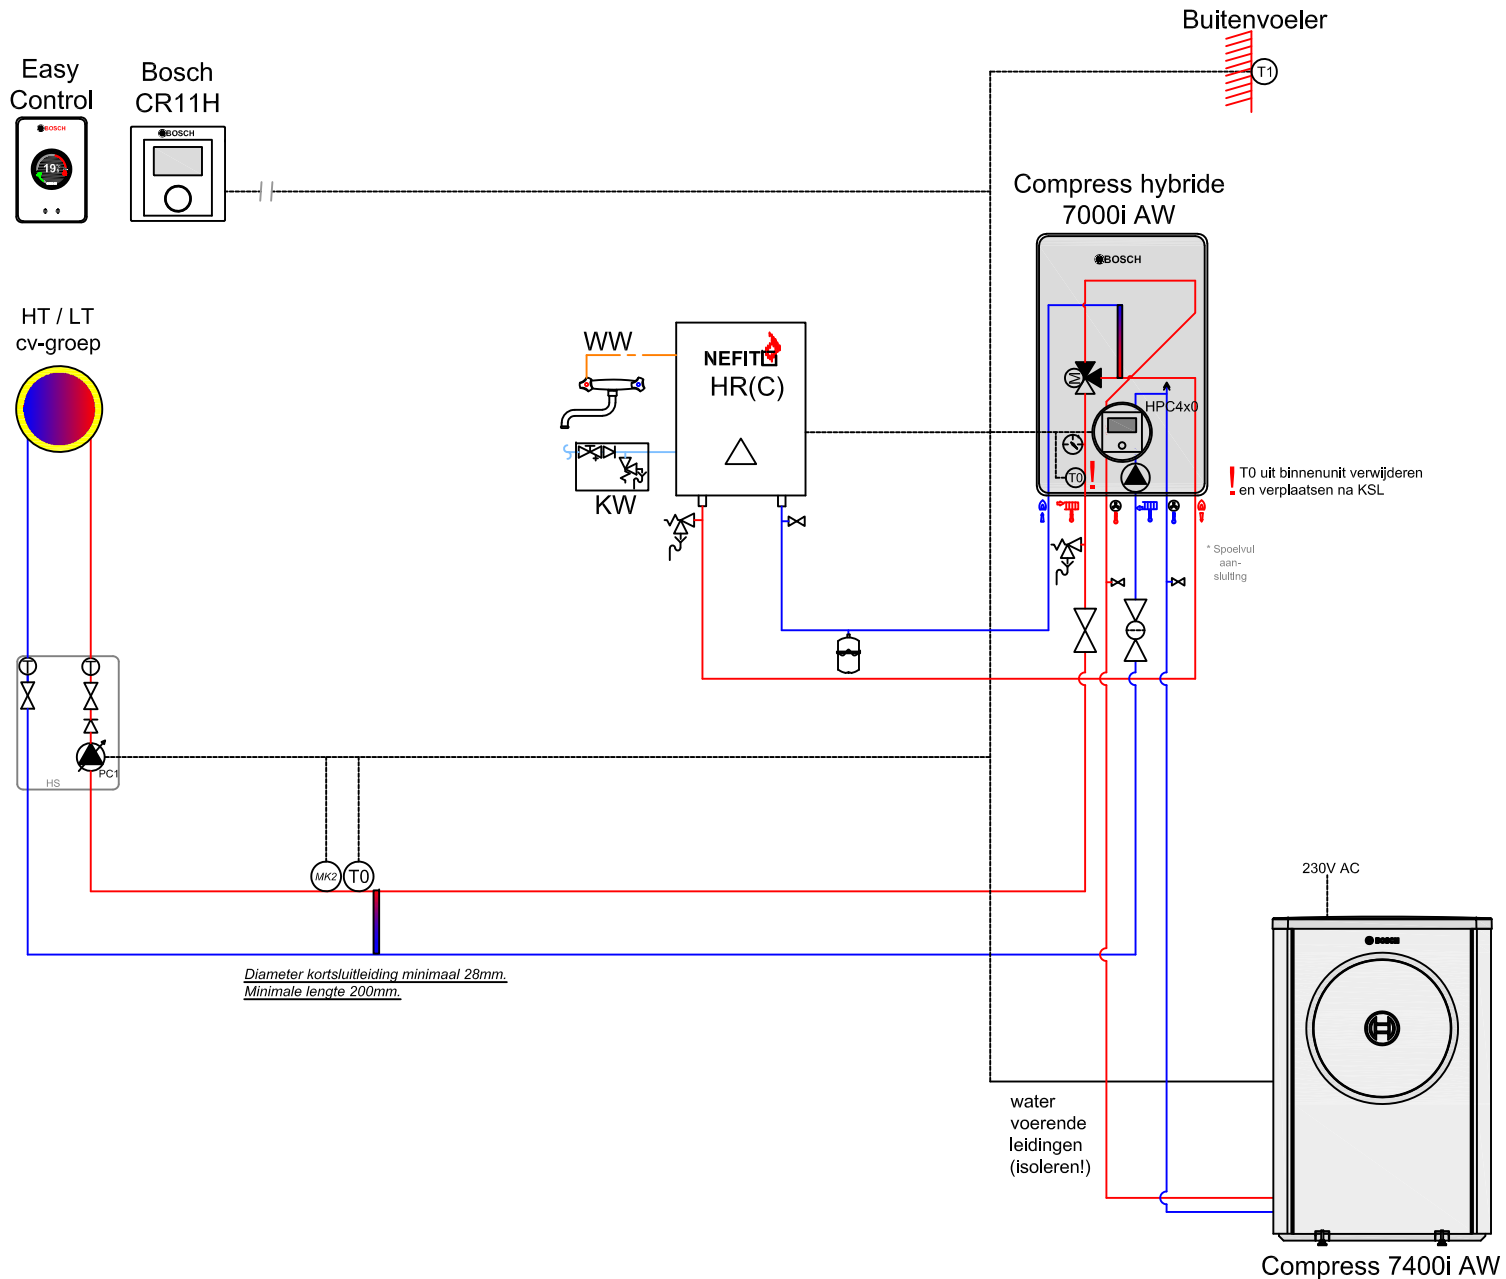 Buitenvoeler
T1
Easy
Control
BOSCH
19
Bosch
CR11H
BOSCH
Compress hybride
7000i AW
BOSCH
HT / LT
cv-groep
WW
NEFIT
HR(C)
KW
M
HPC4x0
T0
!
! T0 uit binnenunit verwijderen
en verplaatsen na KSL
* Spoelvul
aan-
sluiting
T
T
PC1
HS
MK2
T0
Diameter kortsluitleiding minimaal 28mm.
Minimale lengte 200mm.
230V AC
BOSCH
water
voerende
leidingen
(isoleren!)
Compress 7400i AW